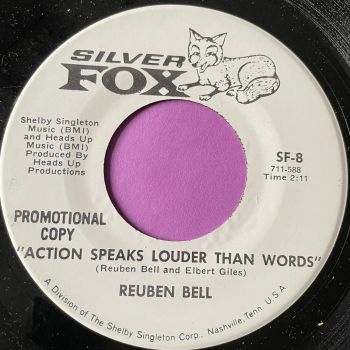 SILVER
FOX
Shelby Singleton
Music (BMI)
and Heads Up
Music (BMI)
Produced By
Heads Up
Productions
SF-8
711-588
Time 2:11
PROMOTIONAL
COPY
"ACTION SPEAKS LOUDER THAN WORDS"
(Reuben Bell and Elbert Giles)
REUBEN BELL
A Division of The Shelby Singleton Corp., Nashville, Tenn. U.S.A.